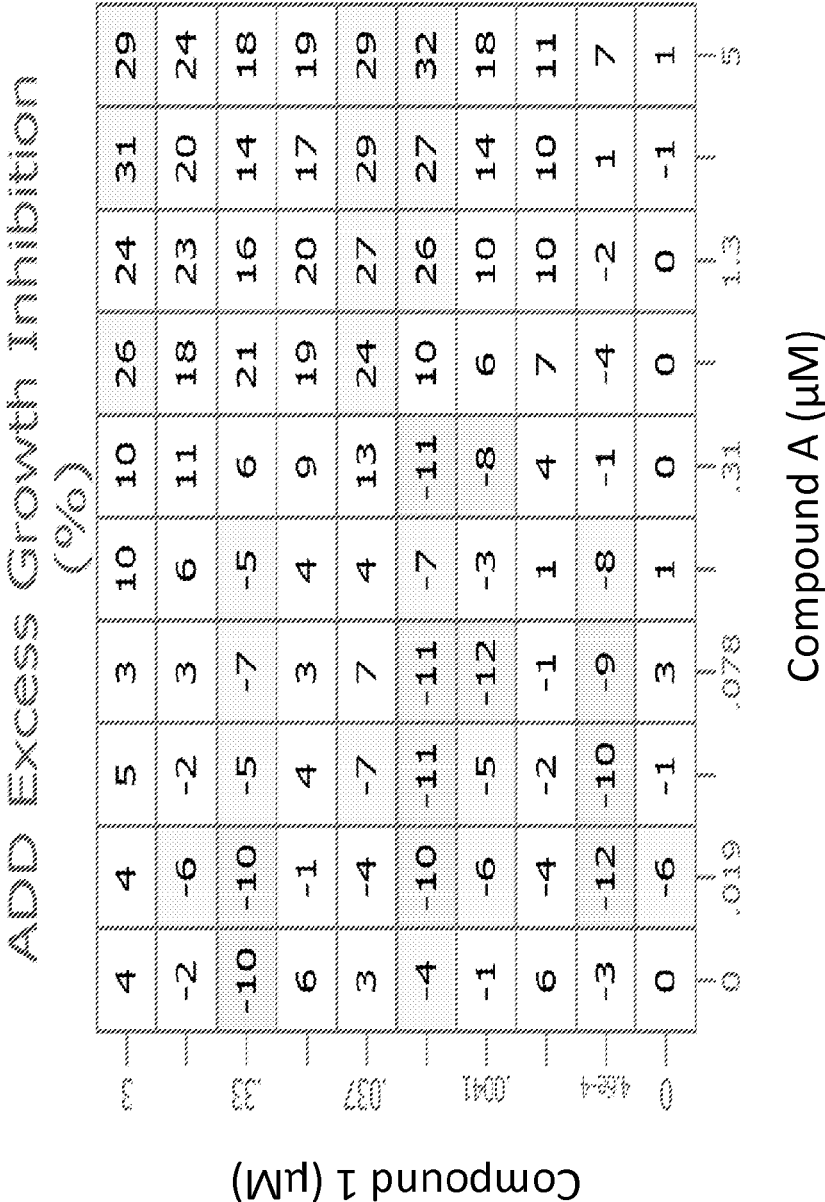 ADD Excess Growth Inhibition
(%)
3 4 4 5 3 10 10 26 24 31 29
-2 -6 -2 3 6 11 18 23 20 24
.33 -10 -10 -5 -7 -5 6 21 16 14 18
6 -1 4 3 4 9 19 20 17 19
.037 3 -4 -7 7 4 13 24 27 29 29
-4 -10 -11 -11 -7 -11 10 26 27 32
.0041 -1 -6 -5 -12 -3 -8 6 10 14 18
6 -4 -2 -1 1 4 7 10 10 11
4.6e-4 -3 -12 -10 -9 -8 -1 -4 -2 1 7
0 0 -6 -1 3 1 0 0 0 -1 1
0 .019 .078 .31 1.3 5
Compound 1 (µM)
Compound A (µM)